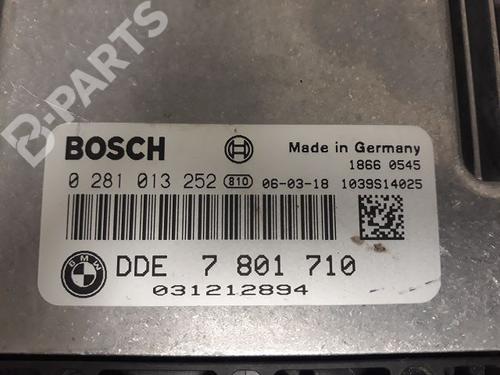 B-PARTS
BOSCH
Made in Germany
1866 0545
0 281 013 252 810 06-03-18 1039S14025
BMW
DDE 7 801 710
031212894